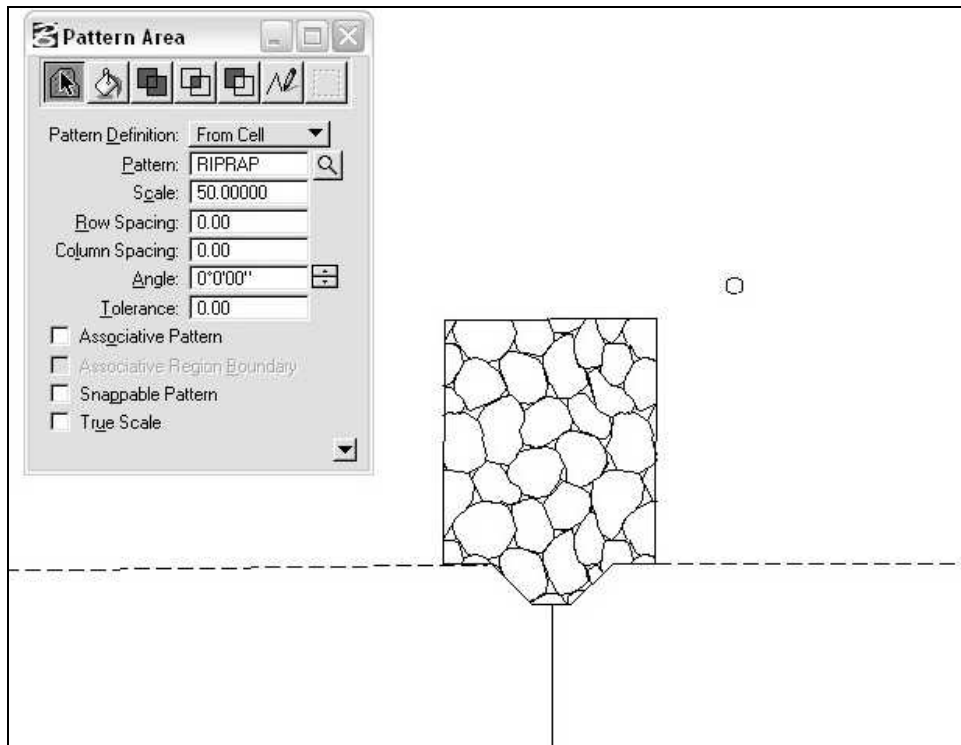 Pattern Area
Pattern Definition: From Cell
Pattern: RIPRAP
Scale: 50.00000
Row Spacing: 0.00
Column Spacing: 0.00
Angle: 0°0'00"
Tolerance: 0.00
Associative Pattern
Associative Region Boundary
Snappable Pattern
True Scale